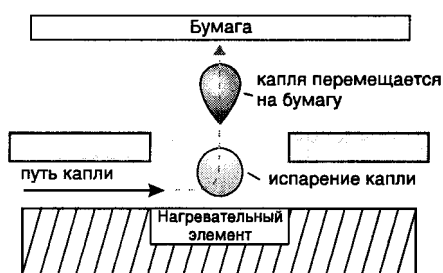 Бумага
капля перемещается
на бумагу
путь капли
испарение капли
Нагревательный
элемент